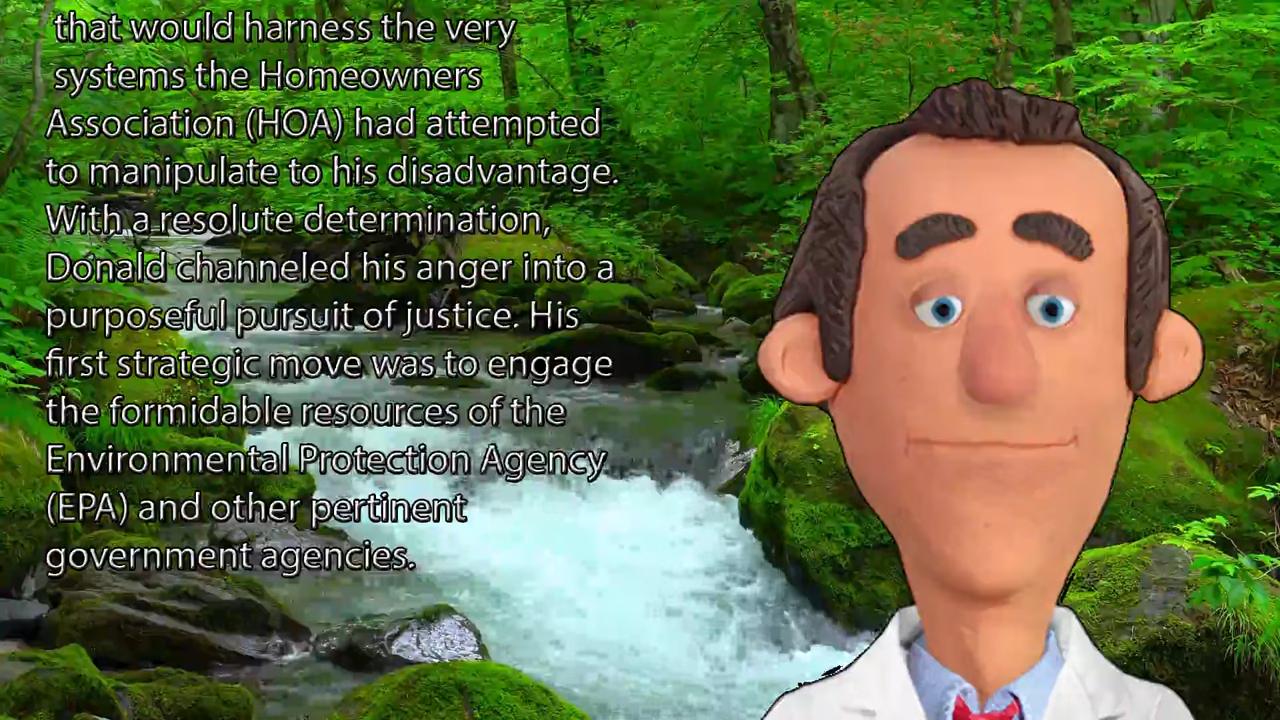 that would harness the very
systems the Homeowners
Association (HOA) had attempted
to manipulate to his disadvantage.
With a resolute determination,
Donald channeled his anger into a
purposeful pursuit of justice. His
first strategic move was to engage
the formidable resources of the
Environmental Protection Agency
(EPA) and other pertinent
government agencies.